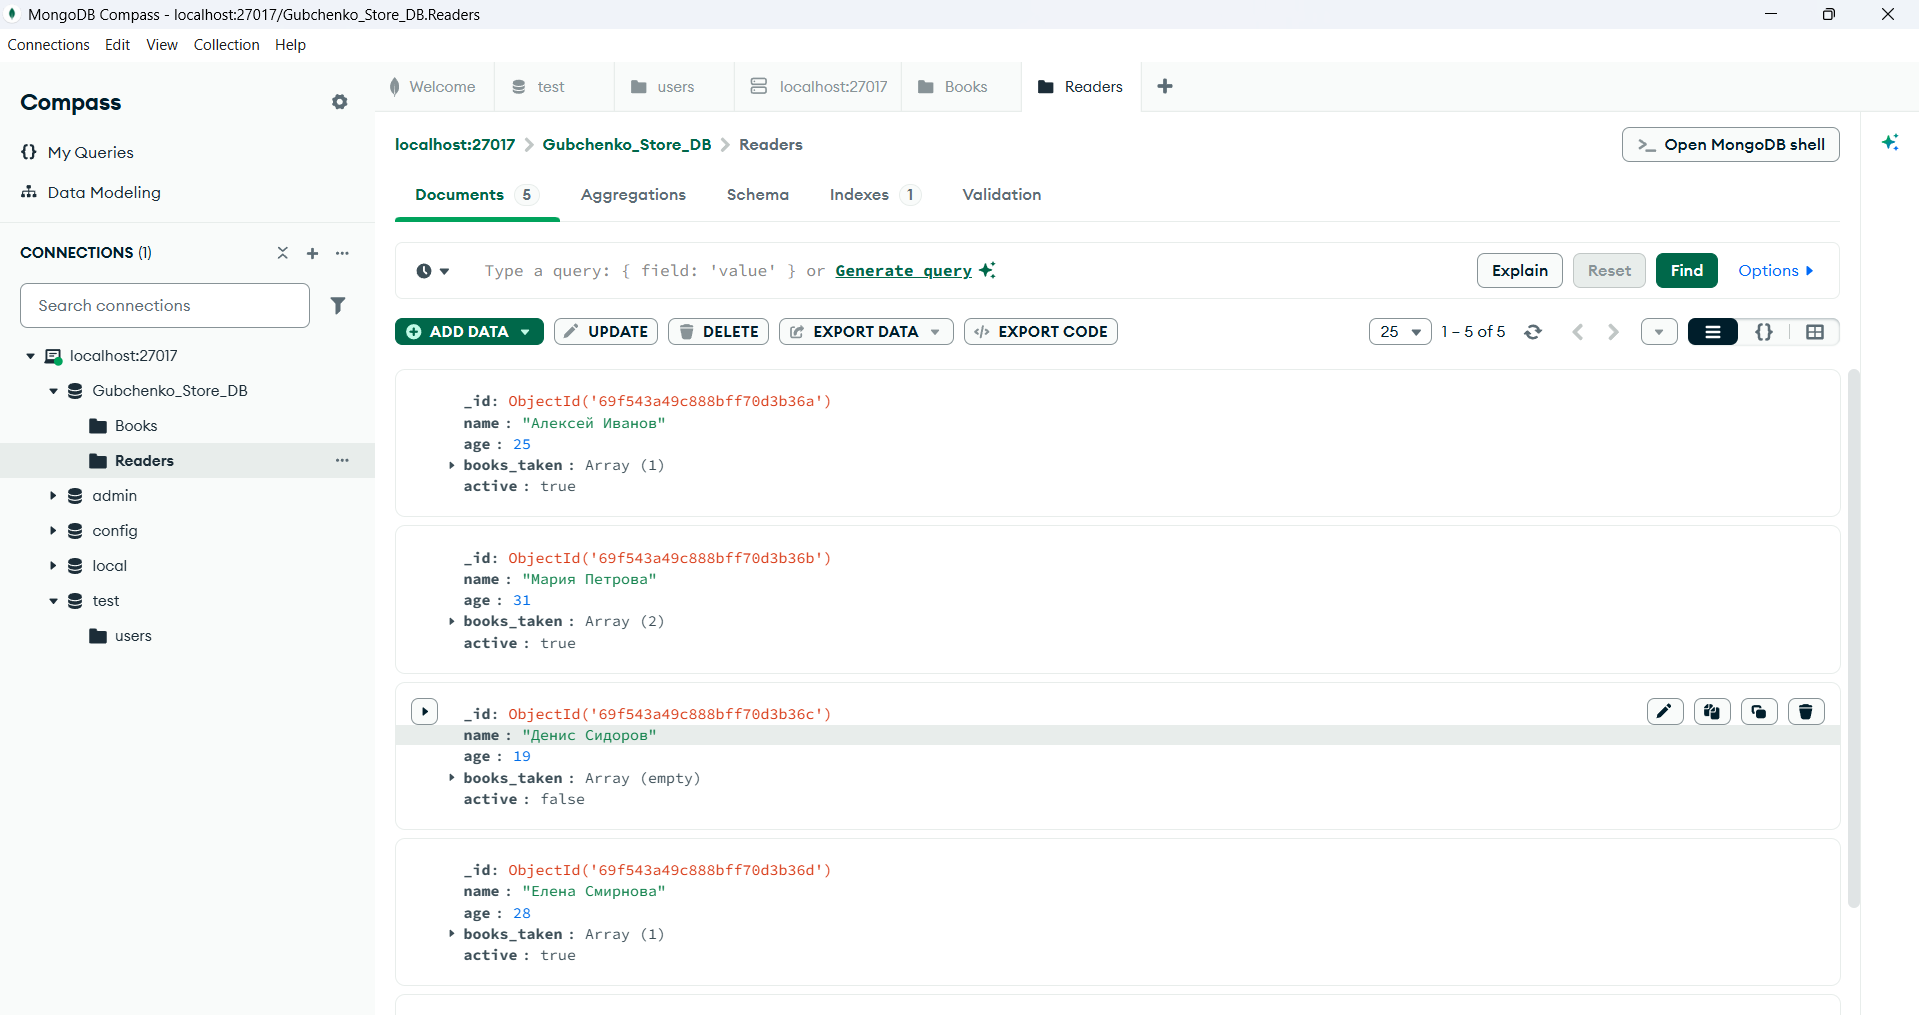 MongoDB Compass - localhost:27017/Gubchenko_Store_DB.Readers
Connections Edit View Collection Help
Compass
My Queries
Data Modeling
CONNECTIONS (1)
Search connections
localhost:27017
Gubchenko_Store_DB
Books
Readers
admin
config
local
test
users
Welcome test users localhost:27017 Books Readers
localhost:27017 Gubchenko_Store_DB Readers
>_ Open MongoDB shell
Documents 5 Aggregations Schema Indexes 1 Validation
Type a query: { field: 'value' } or Generate query
Explain Reset Find Options
ADD DATA UPDATE DELETE EXPORT DATA EXPORT CODE
25 1 – 5 of 5
_id: ObjectId('69f543a49c888bff70d3b36a')
name : "Алексей Иванов"
age : 25
books_taken : Array (1)
active : true
_id: ObjectId('69f543a49c888bff70d3b36b')
name : "Мария Петрова"
age : 31
books_taken : Array (2)
active : true
_id: ObjectId('69f543a49c888bff70d3b36c')
name : "Денис Сидоров"
age : 19
books_taken : Array (empty)
active : false
_id: ObjectId('69f543a49c888bff70d3b36d')
name : "Елена Смирнова"
age : 28
books_taken : Array (1)
active : true